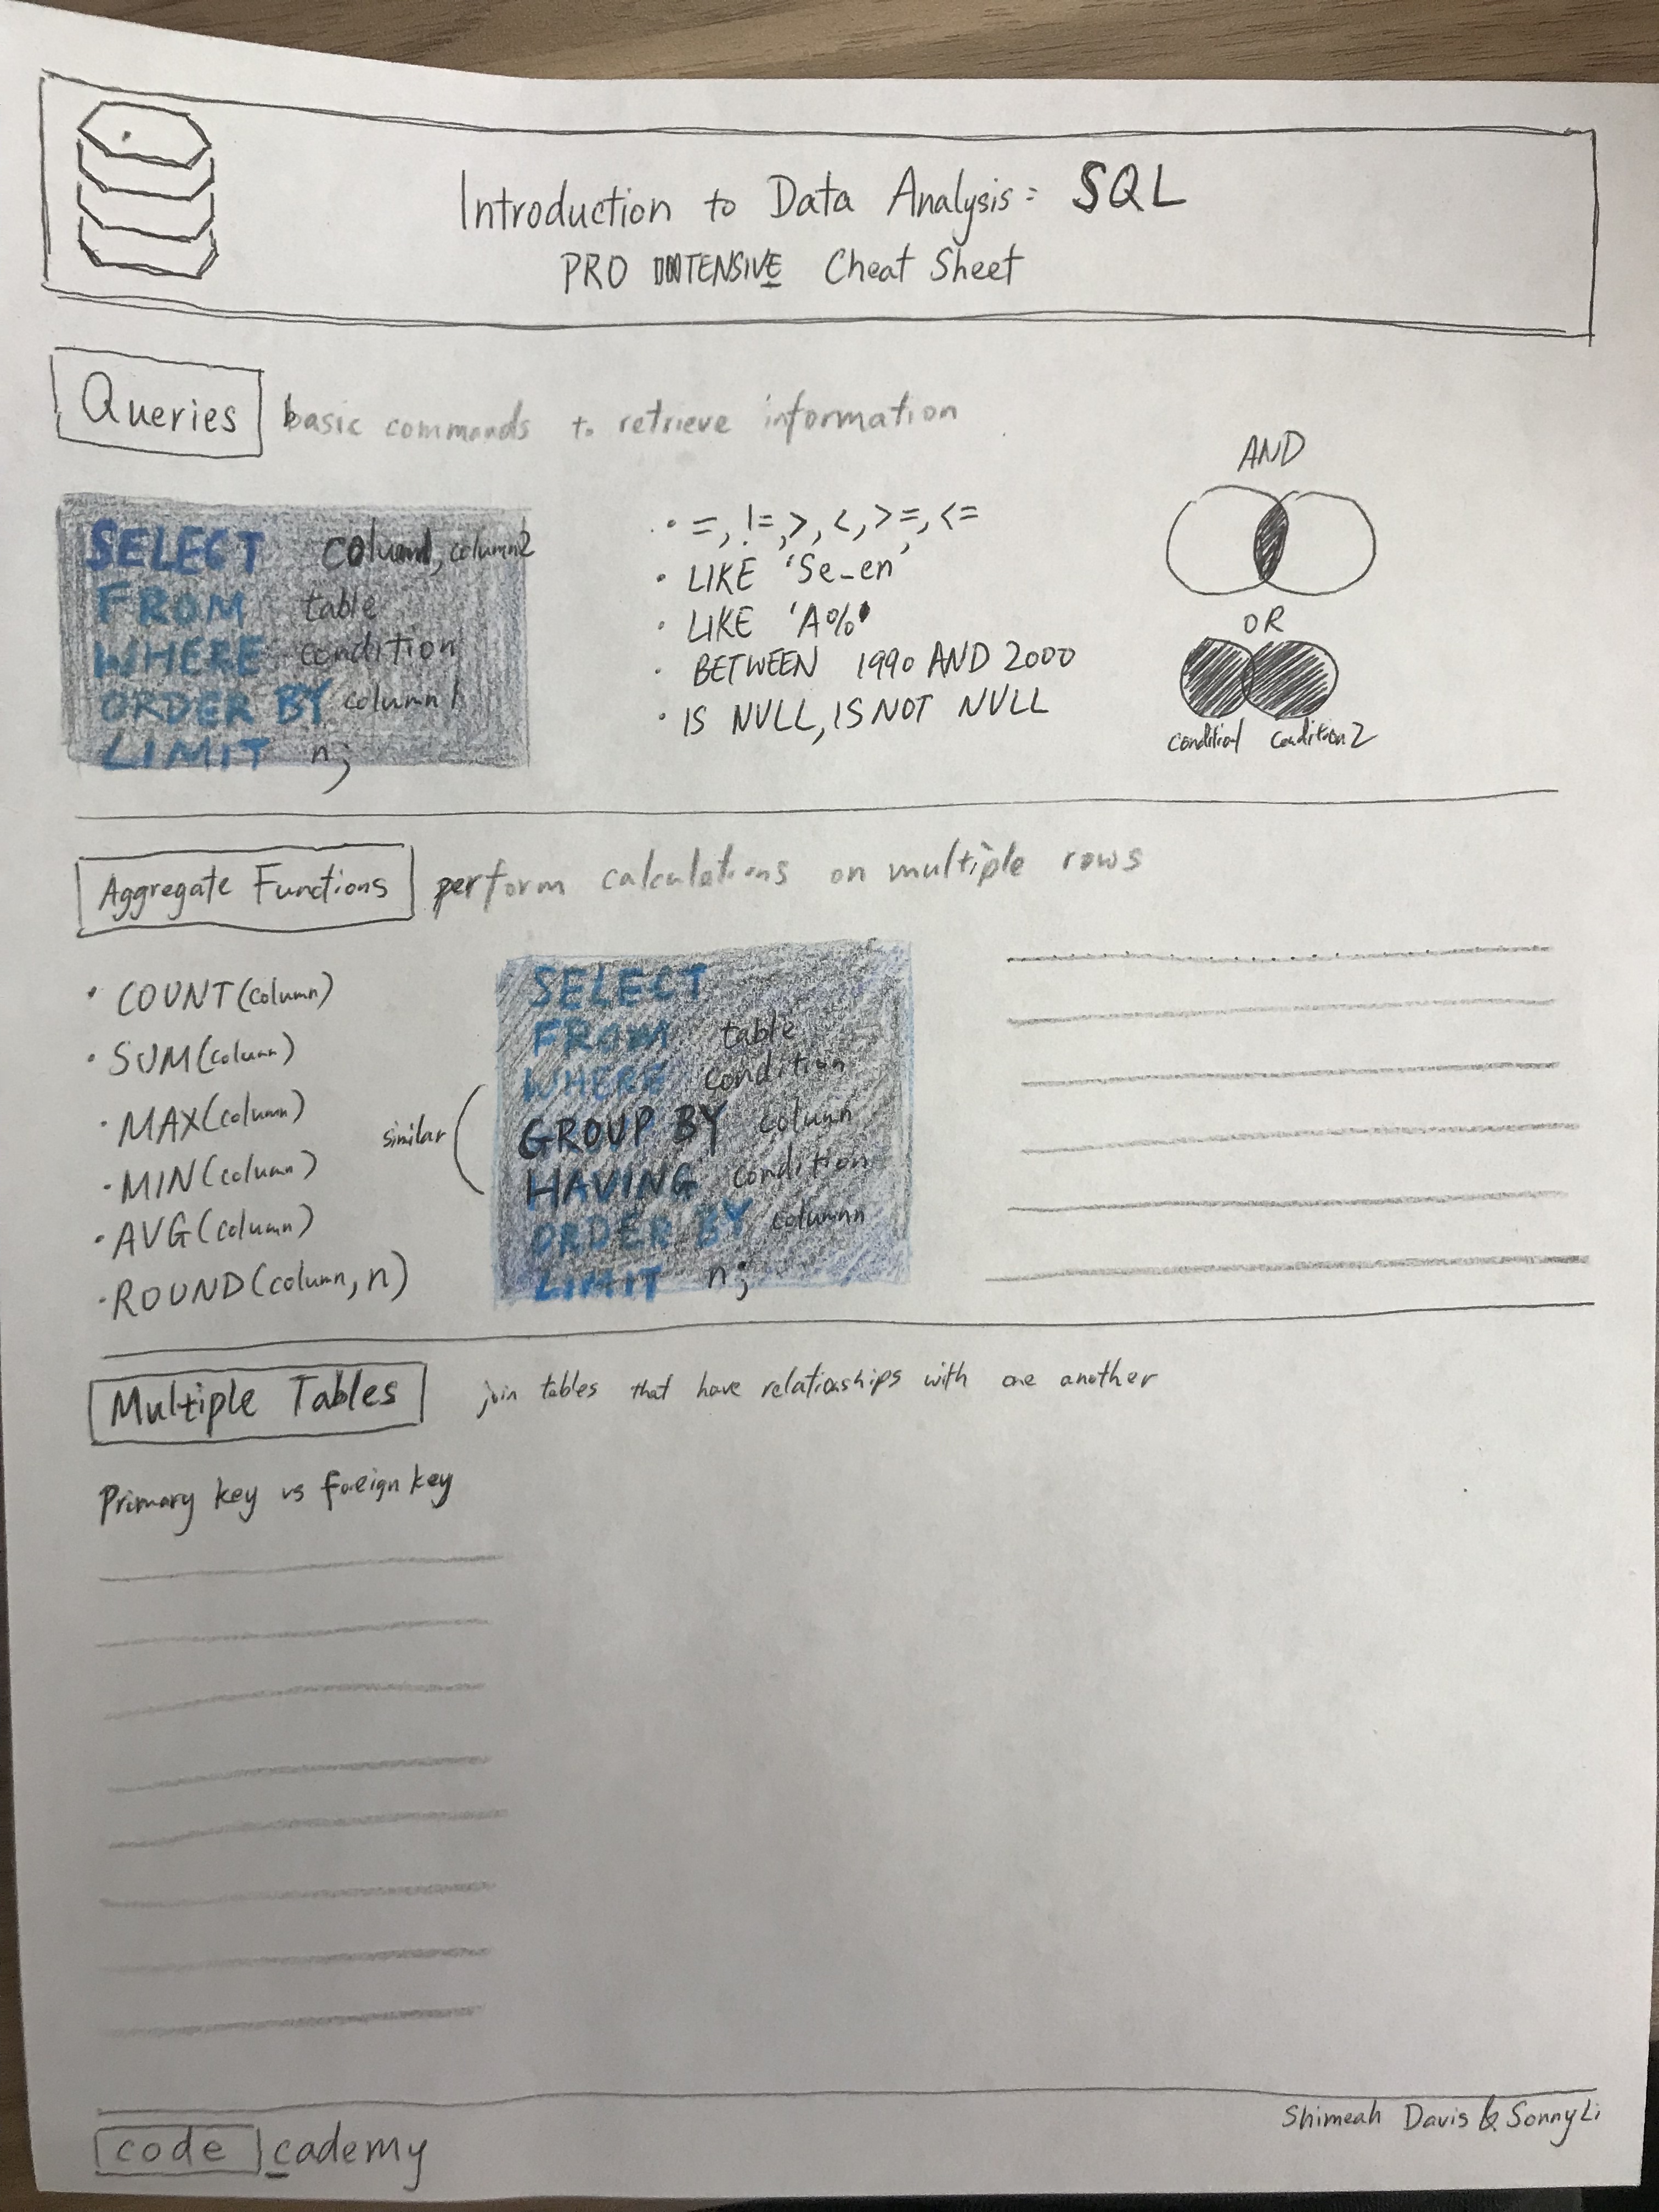 Introduction to Data Analysis: SQL
PRO INTENSIVE Cheat Sheet
Queries basic commands to retrieve information
SELECT column1, column2
FROM table
WHERE condition
ORDER BY column1
LIMIT n;
· =, !=, >, <, >=, <=
· LIKE 'Se_en'
· LIKE 'A%'
· BETWEEN 1990 AND 2000
· IS NULL, IS NOT NULL
AND
OR
condition1 condition2
Aggregate Functions perform calculations on multiple rows
· COUNT(column)
· SUM(column)
· MAX(column)
· MIN(column)
· AVG(column)
· ROUND(column, n)
similar
SELECT
FROM table
WHERE condition
GROUP BY column
HAVING condition
ORDER BY column
LIMIT n;
Multiple Tables join tables that have relationships with one another
Primary key vs foreign key
codecademy
Shimeah Davis & Sonny Li